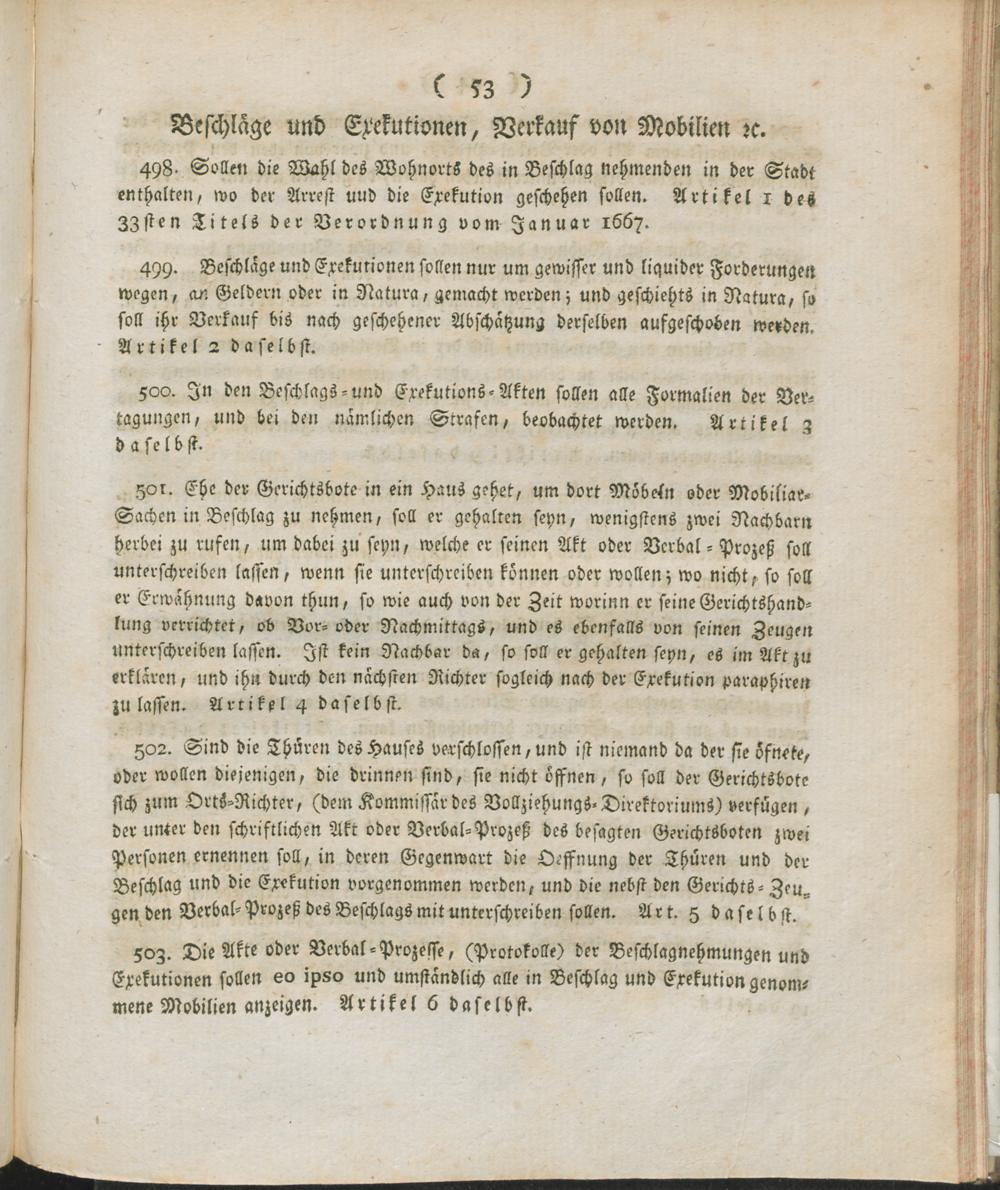 ( 53 )
Beschläge und Exekutionen, Verkauf von Mobilien ꝛc.
498. Sollen die Wahl des Wohnorts des in Beschlag nehmenden in der Stadt
enthalten, wo der Arrest uud die Exekution geschehen sollen. Artikel 1 des
33sten Titels der Verordnung vom Januar 1667.
499. Beschläge und Exekutionen sollen nur um gewisser und liquider Forderungen
wegen, an Geldern oder in Natura, gemacht werden; und geschiehts in Natura, so
soll ihr Verkauf bis nach geschehener Abschätzung derselben aufgeschoben werden.
Artikel 2 daselbst.
500. In den Beschlags- und Exekutions-Akten sollen alle Formalien der Ver-
tagungen, und bei den nämlichen Strafen, beobachtet werden. Artikel 3
daselbst.
501. Ehe der Gerichtsbote in ein Haus gehet, um dort Möbeln oder Mobiliar-
Sachen in Beschlag zu nehmen, soll er gehalten seyn, wenigstens zwei Nachbarn
herbei zu rufen, um dabei zu seyn, welche er seinen Akt oder Verbal-Prozeß soll
unterschreiben lassen, wenn sie unterschreiben können oder wollen; wo nicht, so soll
er Erwähnung davon thun, so wie auch von der Zeit worinn er seine Gerichtshand-
lung verrichtet, ob Vor- oder Nachmittags, und es ebenfalls von seinen Zeugen
unterschreiben lassen. Ist kein Nachbar da, so soll er gehalten seyn, es im Akt zu
erklären, und ihn durch den nächsten Richter sogleich nach der Exekution paraphiren
zu lassen. Artikel 4 daselbst.
502. Sind die Thüren des Hauses verschlossen, und ist niemand da der sie öfnete,
oder wollen diejenigen, die drinnen sind, sie nicht öffnen, so soll der Gerichtsbote
sich zum Orts-Richter, (dem Kommissär des Vollziehungs-Direktoriums) verfügen,
der unter den schriftlichen Akt oder Verbal-Prozeß des besagten Gerichtsboten zwei
Personen ernennen soll, in deren Gegenwart die Oeffnung der Thüren und der
Beschlag und die Exekution vorgenommen werden, und die nebst den Gerichts-Zeu-
gen den Verbal-Prozeß des Beschlags mit unterschreiben sollen. Art. 5 daselbst.
503. Die Akte oder Verbal-Prozesse, (Protokolle) der Beschlagnehmungen und
Exekutionen sollen eo ipso und umständlich alle in Beschlag und Exekution genom-
mene Mobilien anzeigen. Artikel 6 daselbst.